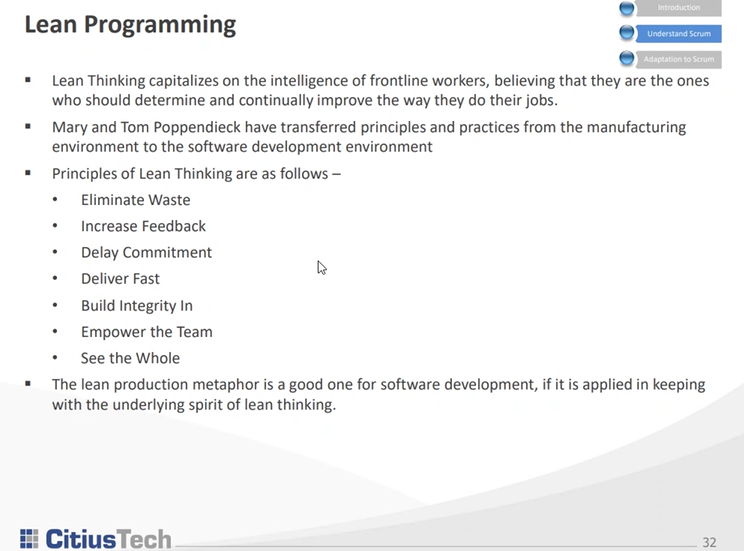 Lean Programming
Introduction
Understand Scrum
Adaptation to Scrum
▪ Lean Thinking capitalizes on the intelligence of frontline workers, believing that they are the ones
who should determine and continually improve the way they do their jobs.
▪ Mary and Tom Poppendieck have transferred principles and practices from the manufacturing
environment to the software development environment
▪ Principles of Lean Thinking are as follows –
• Eliminate Waste
• Increase Feedback
• Delay Commitment
• Deliver Fast
• Build Integrity In
• Empower the Team
• See the Whole
▪ The lean production metaphor is a good one for software development, if it is applied in keeping
with the underlying spirit of lean thinking.
CitiusTech
32